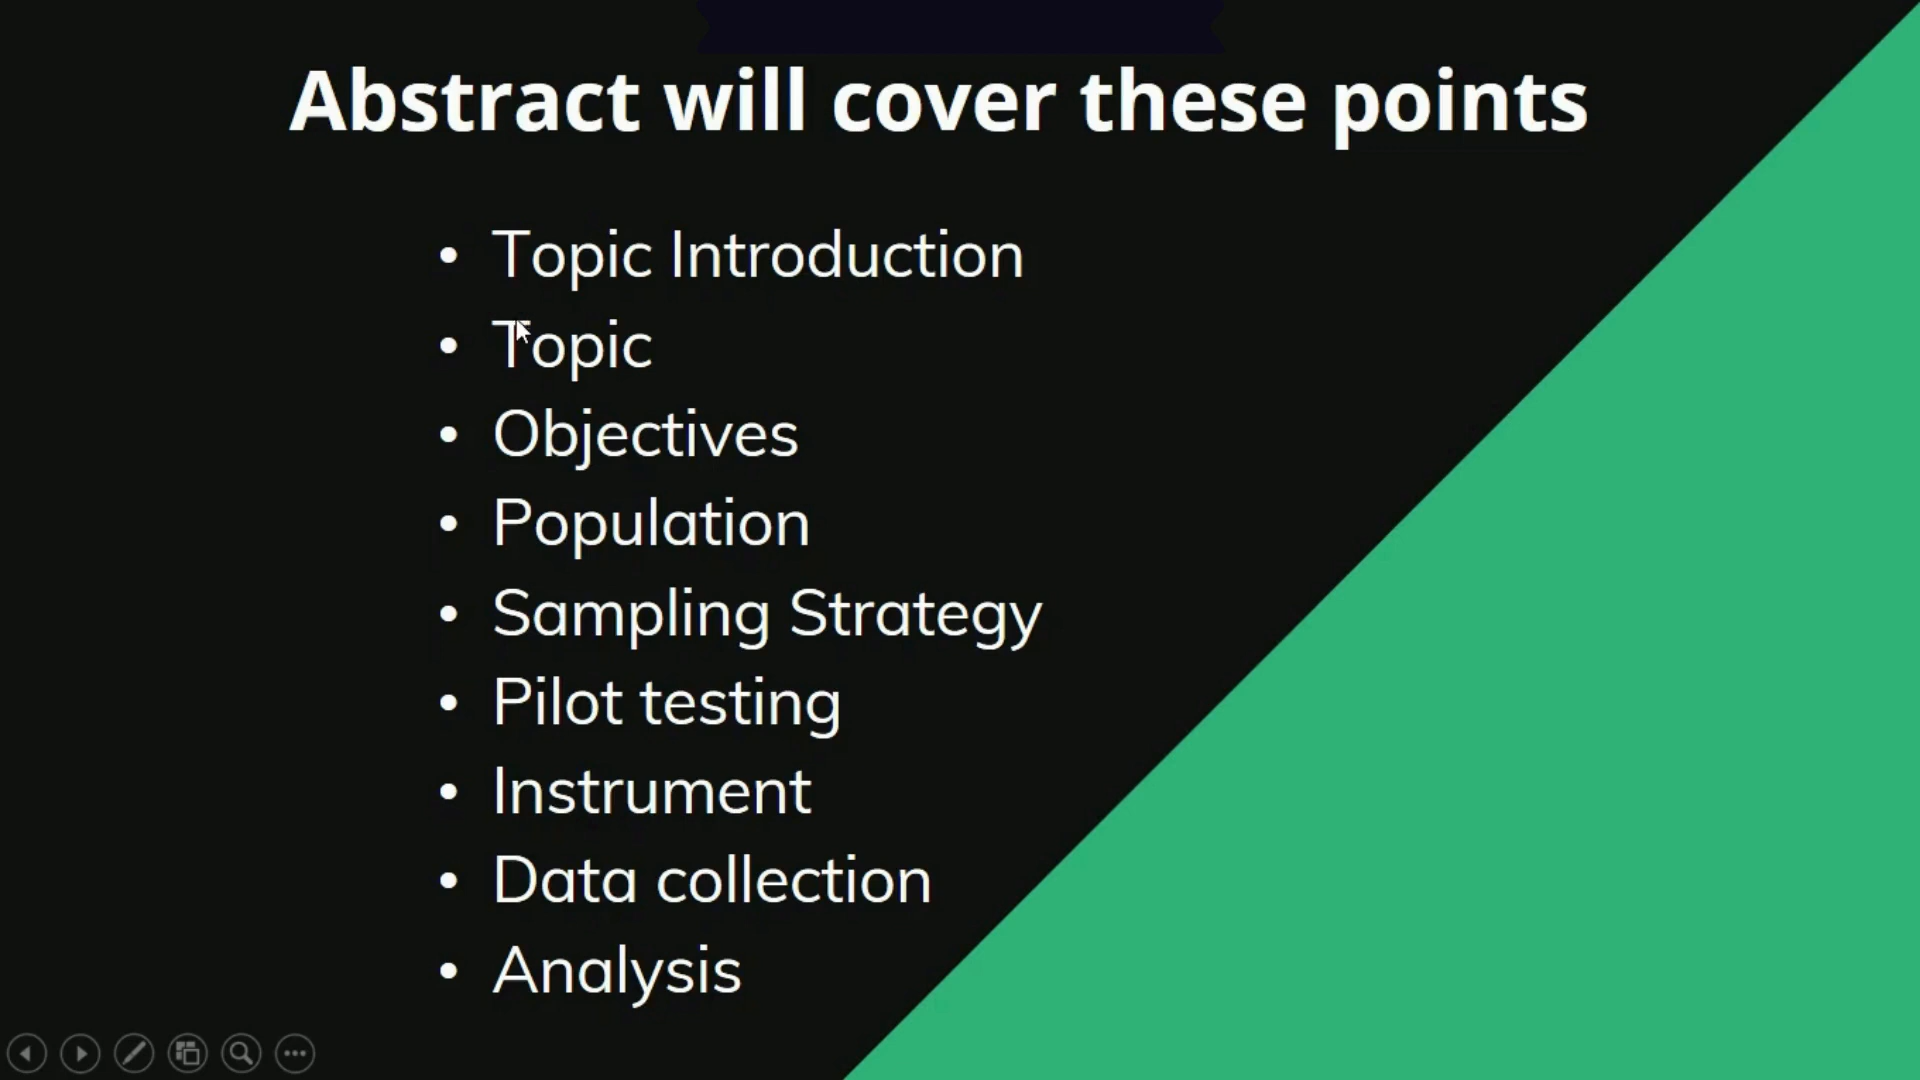 Abstract will cover these points
• Topic Introduction
• Topic
• Objectives
• Population
• Sampling Strategy
• Pilot testing
• Instrument
• Data collection
• Analysis